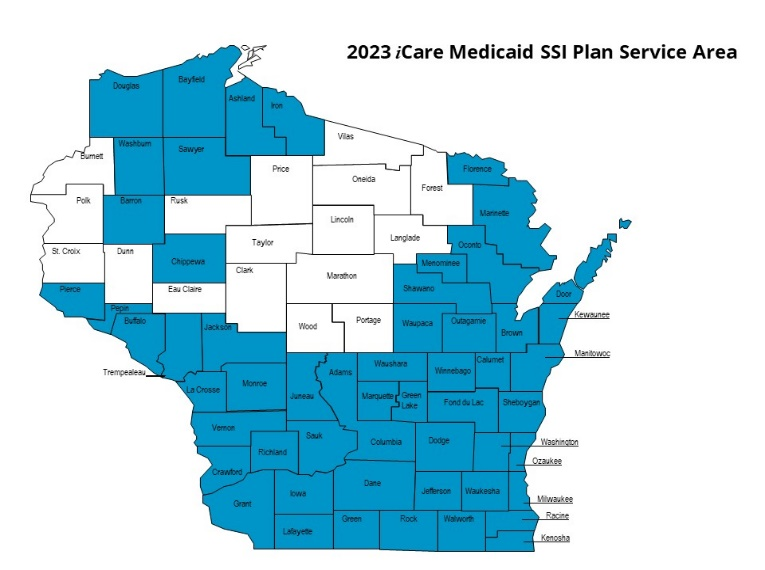 2023 iCare Medicaid SSI Plan Service Area
Douglas
Bayfield
Ashland
Iron
Vilas
Burnett
Washburn
Sawyer
Price
Oneida
Forest
Florence
Polk
Barron
Rusk
Lincoln
Langlade
Marinette
St. Croix
Dunn
Chippewa
Taylor
Clark
Marathon
Menominee
Oconto
Pierce
Eau Claire
Shawano
Door
Pepin
Buffalo
Jackson
Wood
Portage
Waupaca
Outagamie
Brown
Kewaunee
Manitowoc
Trempealeau
La Crosse
Monroe
Juneau
Adams
Waushara
Winnebago
Calumet
Marquette
Green
Lake
Fond du Lac
Sheboygan
Vernon
Richland
Sauk
Columbia
Dodge
Washington
Ozaukee
Crawford
Grant
Iowa
Dane
Jefferson
Waukesha
Milwaukee
Lafayette
Green
Rock
Walworth
Racine
Kenosha